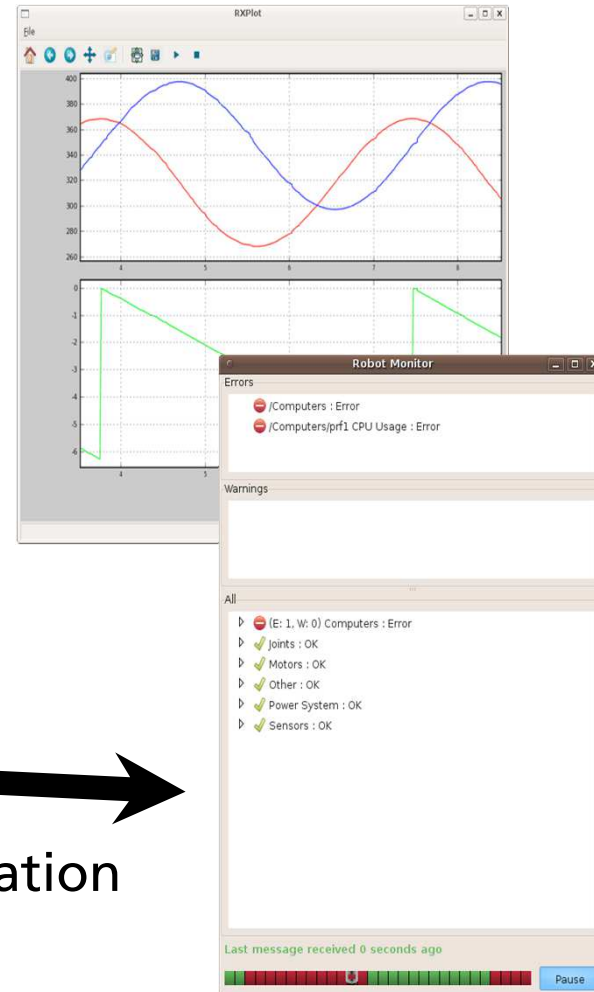 RXPlot
File
400
380
360
340
320
300
280
260
4 5 6 7 8
0
-1
-2
-3
-4
-5
-6
4 5
Robot Monitor
Errors
/Computers : Error
/Computers/prf1 CPU Usage : Error
Warnings
All
(E: 1, W: 0) Computers : Error
Joints : OK
Motors : OK
Other : OK
Power System : OK
Sensors : OK
ation
Last message received 0 seconds ago
Pause